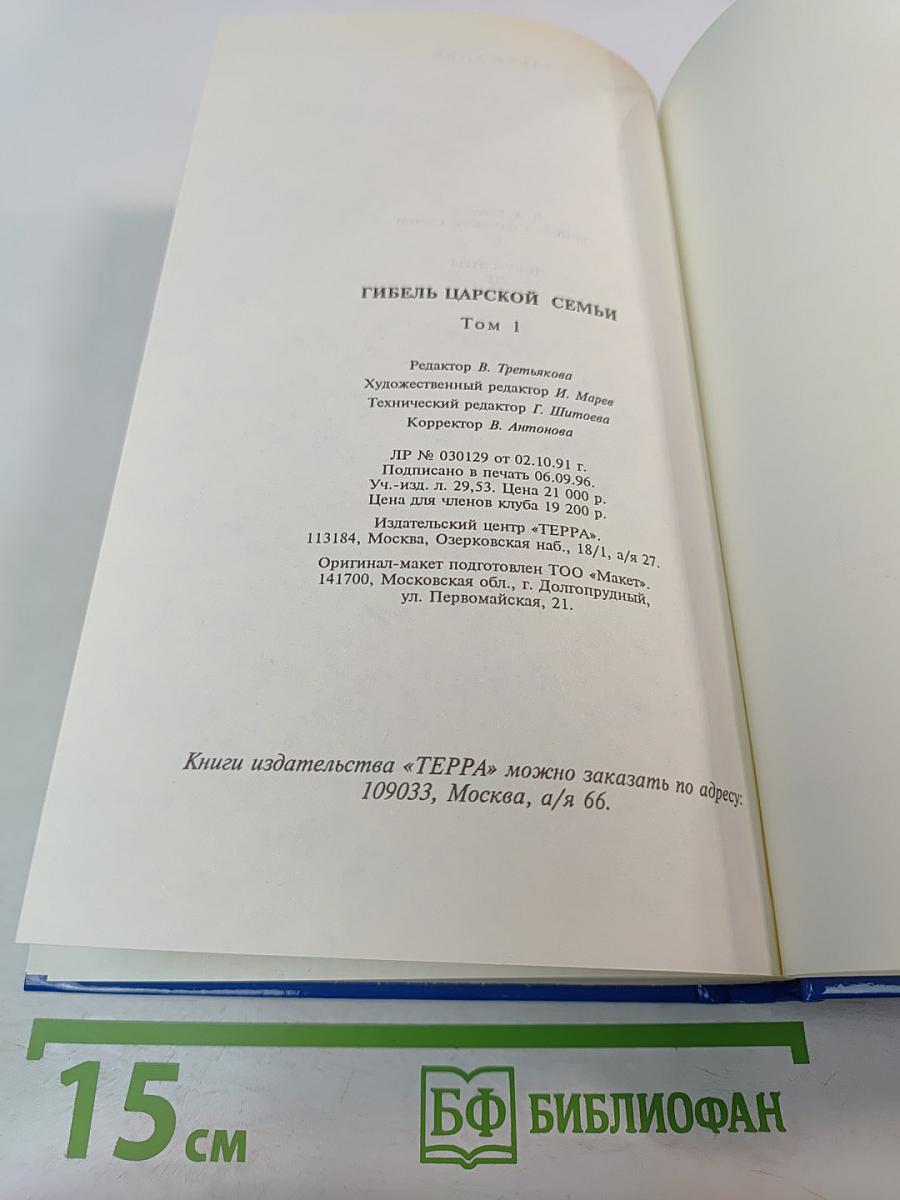 ГИБЕЛЬ ЦАРСКОЙ СЕМЬИ
Том 1
Редактор В. Третьякова
Художественный редактор И. Марев
Технический редактор Г. Шитоева
Корректор В. Антонова
ЛР № 030129 от 02.10.91 г.
Подписано в печать 06.09.96.
Уч.-изд. л. 29,53. Цена 21 000 р.
Цена для членов клуба 19 200 р.
Издательский центр «ТЕРРА».
113184, Москва, Озерковская наб., 18/1, а/я 27.
Оригинал-макет подготовлен ТОО «Макет».
141700, Московская обл., г. Долгопрудный,
ул. Первомайская, 21.
Книги издательства «ТЕРРА» можно заказать по адресу:
109033, Москва, а/я 66.
15 см
БФ БИБЛИОФАН